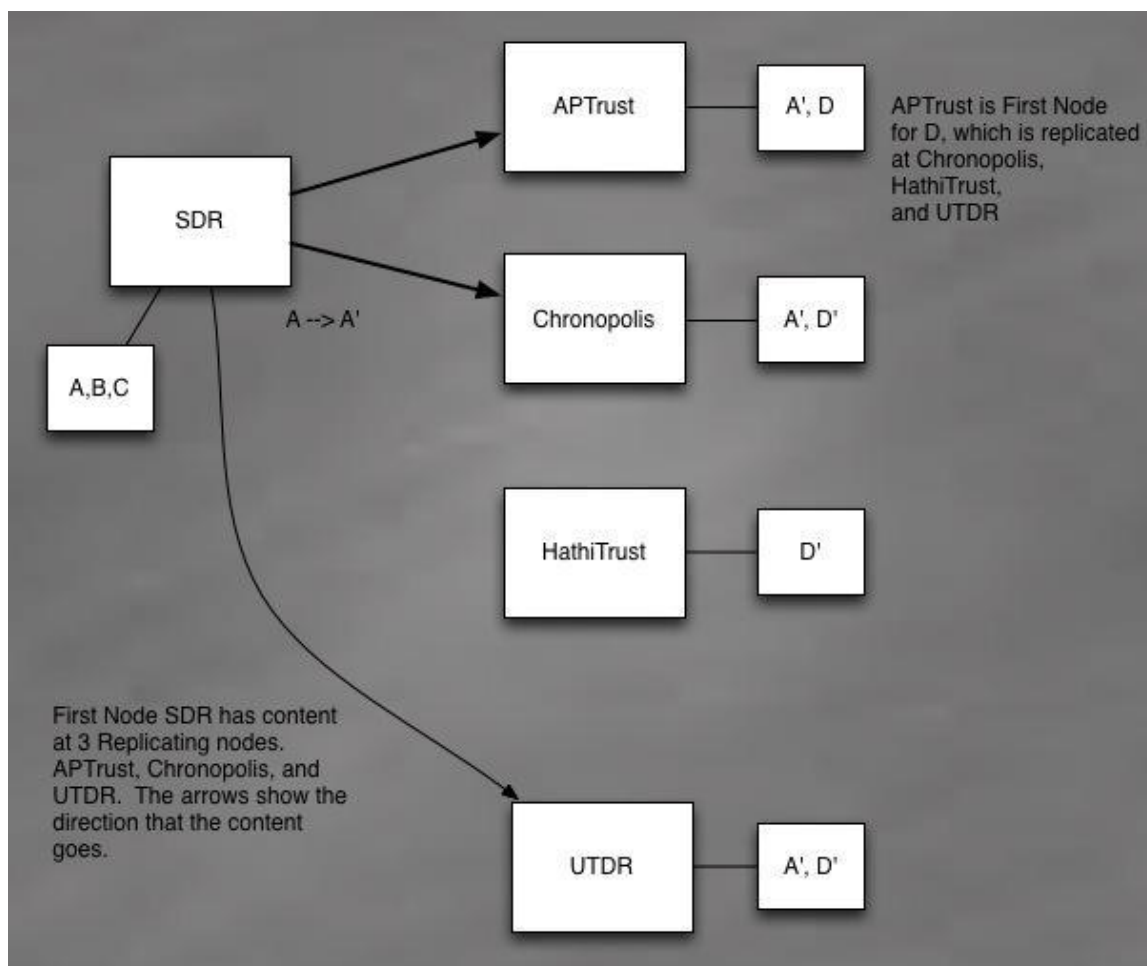 APTrust
A', D
APTrust is First Node
for D, which is replicated
at Chronopolis,
HathiTrust,
and UTDR
SDR
A --> A'
A,B,C
Chronopolis
A', D'
HathiTrust
D'
First Node SDR has content
at 3 Replicating nodes.
APTrust, Chronopolis, and
UTDR.  The arrows show the
direction that the content
goes.
UTDR
A', D'